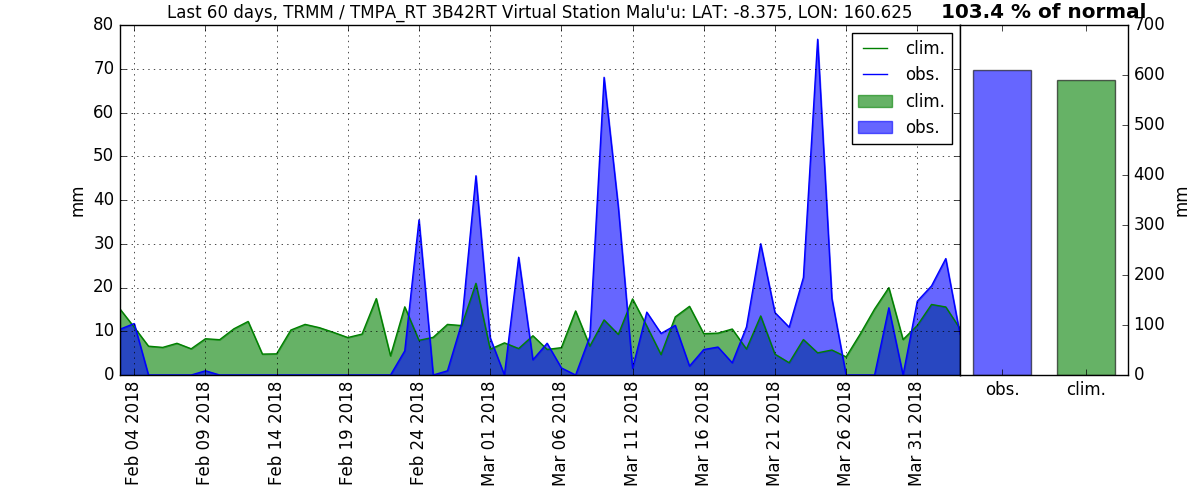 Last 60 days, TRMM / TMPA_RT 3B42RT Virtual Station Malu'u: LAT: -8.375, LON: 160.625
103.4 % of normal
80
70
60
50
40
30
20
10
0
mm
clim.
obs.
clim.
obs.
Feb 04 2018
Feb 09 2018
Feb 14 2018
Feb 19 2018
Feb 24 2018
Mar 01 2018
Mar 06 2018
Mar 11 2018
Mar 16 2018
Mar 21 2018
Mar 26 2018
Mar 31 2018
700
600
500
400
300
200
100
0
mm
obs.
clim.